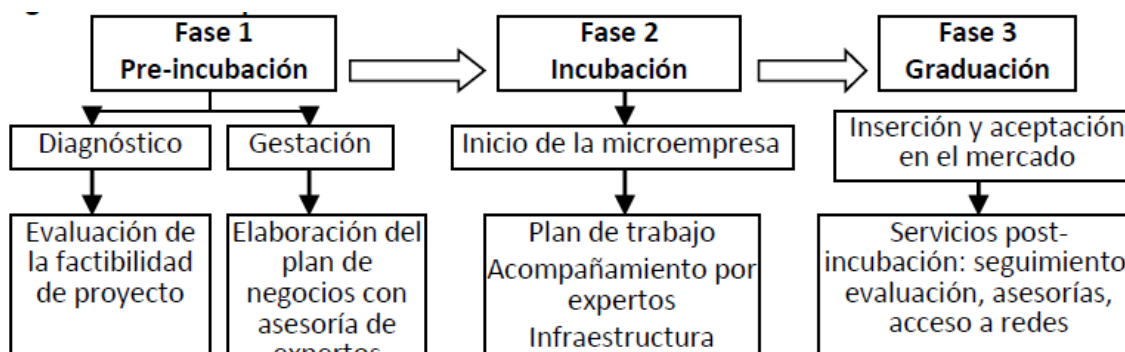 Fase 1
Pre-incubación
Fase 2
Incubación
Fase 3
Graduación
Diagnóstico
Gestación
Inicio de la microempresa
Inserción y aceptación
en el mercado
Evaluación de
la factibilidad
de proyecto
Elaboración del
plan de
negocios con
asesoría de
expertos
Plan de trabajo
Acompañamiento por
expertos
Infraestructura
Servicios post-
incubación: seguimiento
evaluación, asesorías,
acceso a redes